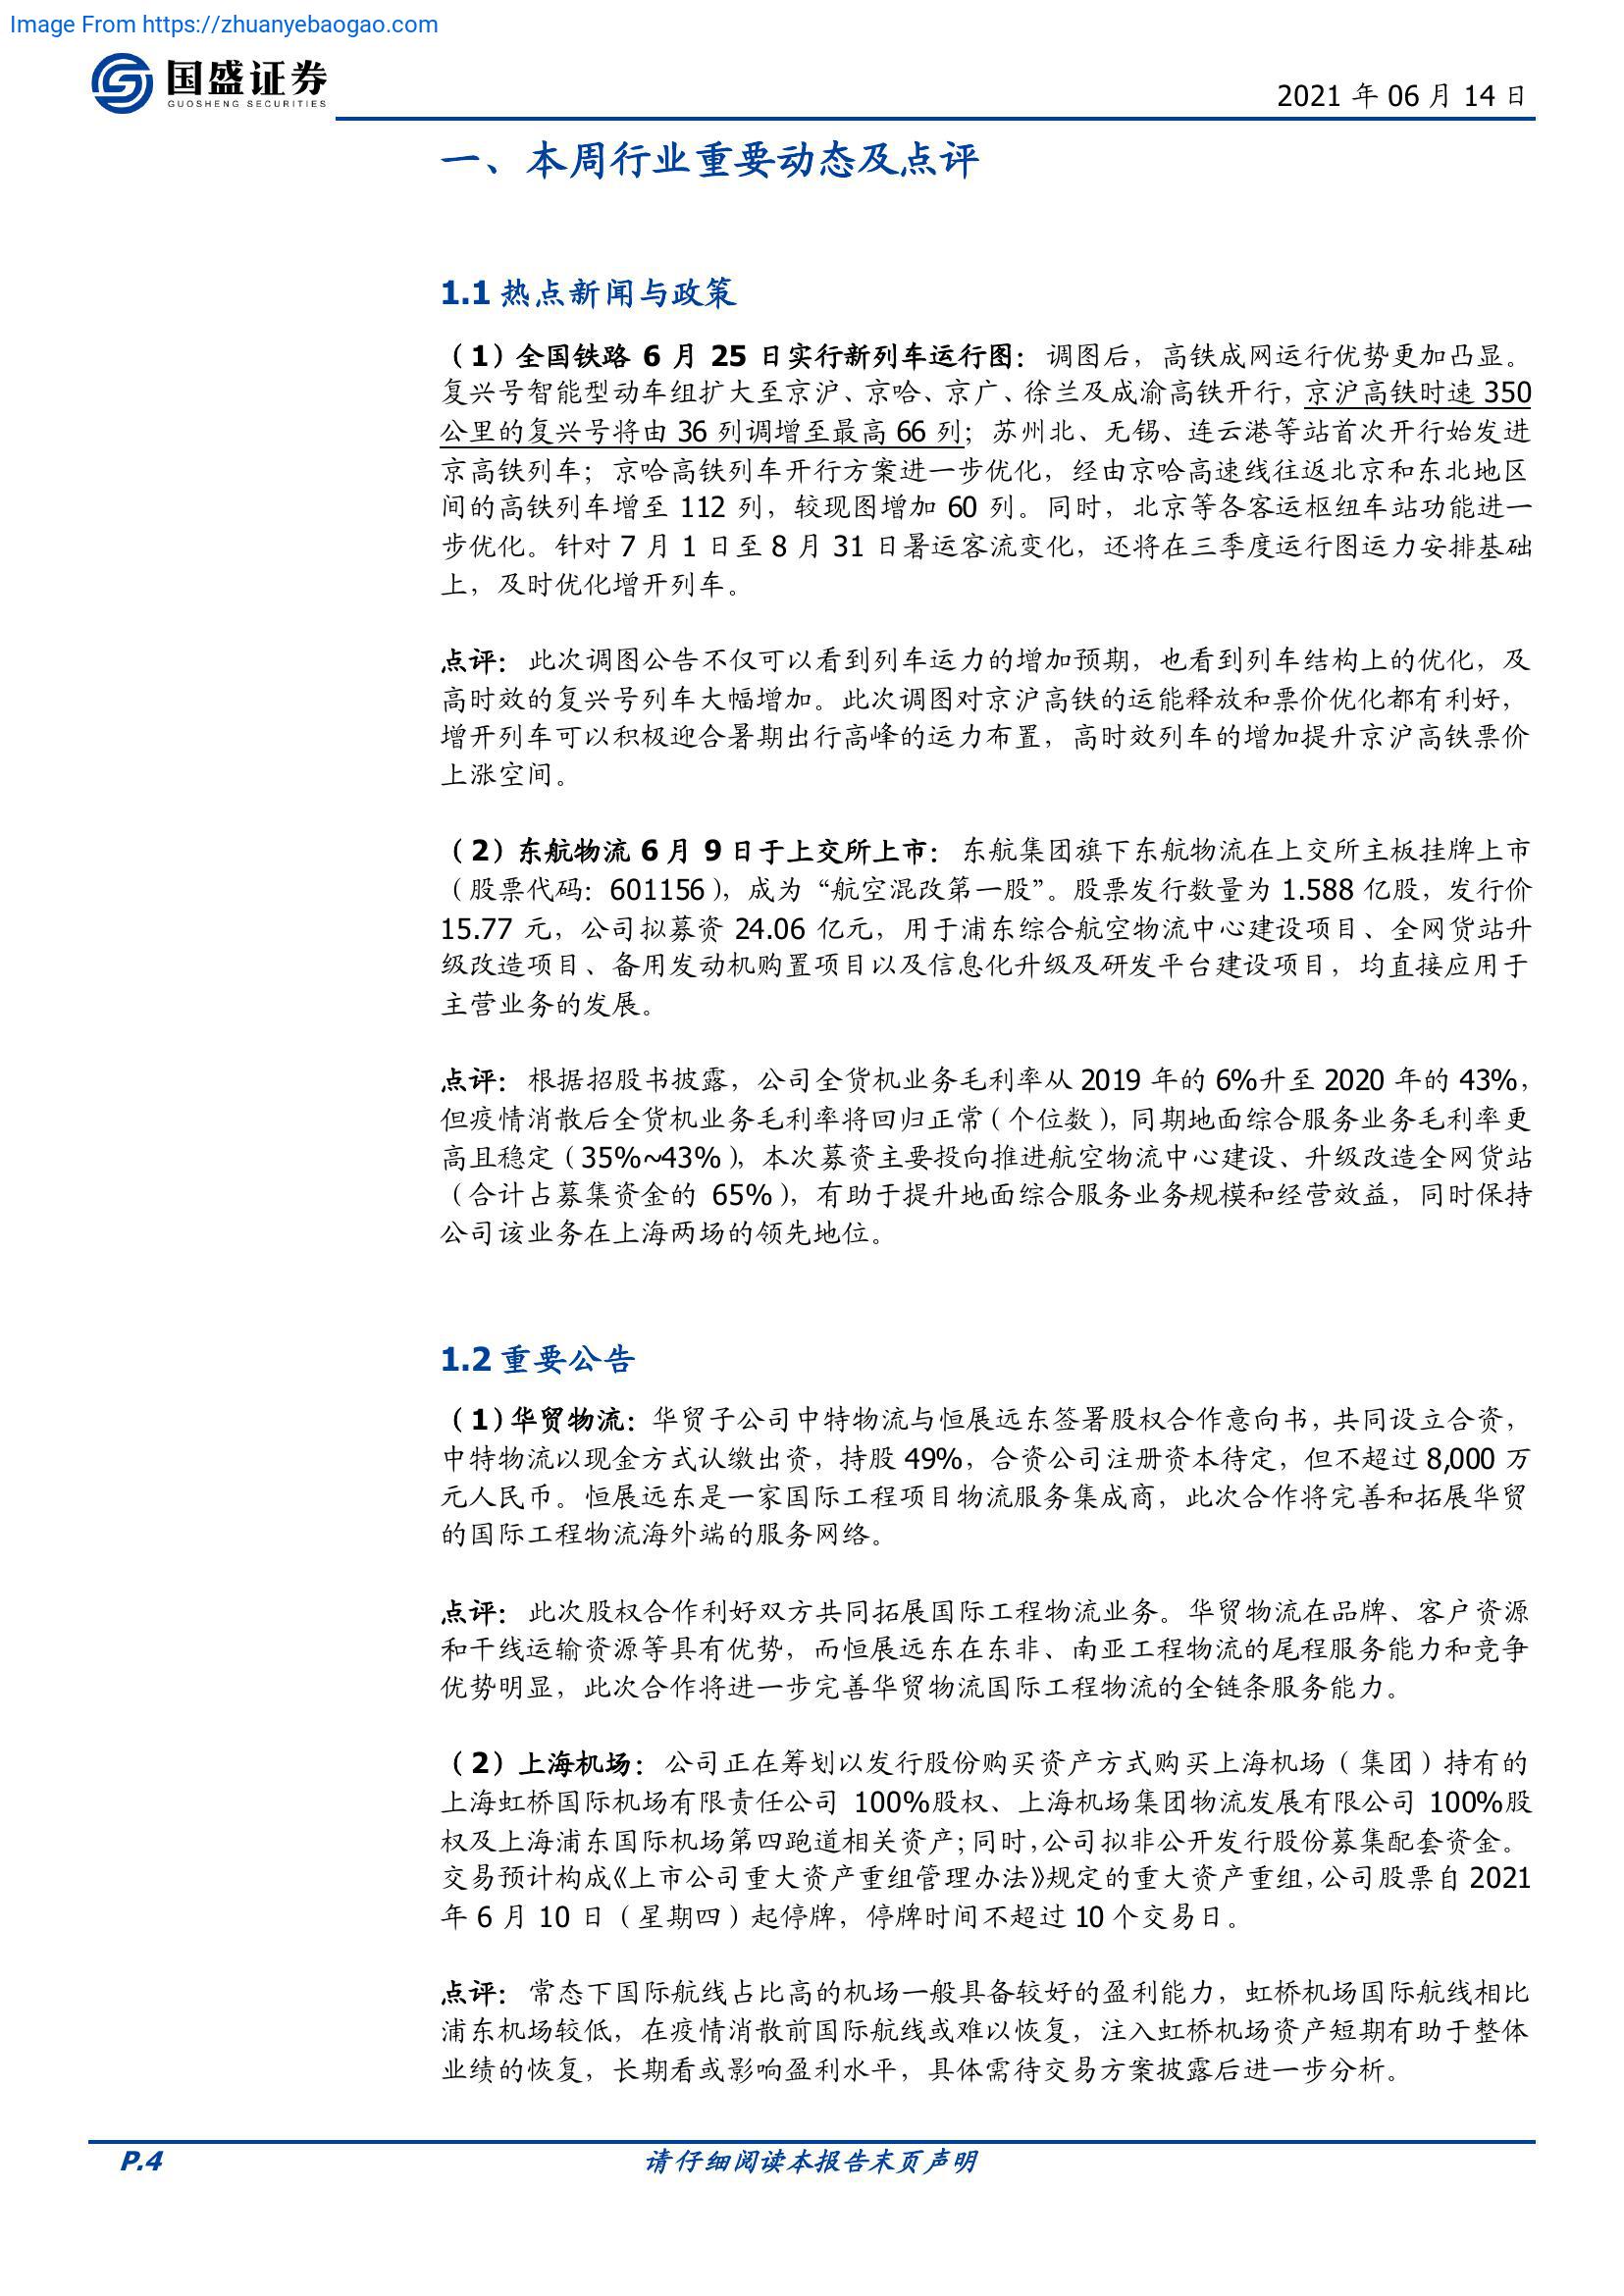 Image From https://zhuanyebaogao.com
国盛证券
GUOSHENG SECURITIES
2021 年 06 月 14 日
一、本周行业重要动态及点评
1.1 热点新闻与政策
（1）全国铁路 6 月 25 日实行新列车运行图：调图后，高铁成网运行优势更加凸显。
复兴号智能型动车组扩大至京沪、京哈、京广、徐兰及成渝高铁开行，京沪高铁时速 350
公里的复兴号将由 36 列调增至最高 66 列；苏州北、无锡、连云港等站首次开行始发进
京高铁列车；京哈高铁列车开行方案进一步优化，经由京哈高速线往返北京和东北地区
间的高铁列车增至 112 列，较现图增加 60 列。同时，北京等各客运枢纽车站功能进一
步优化。针对 7 月 1 日至 8 月 31 日暑运客流变化，还将在三季度运行图运力安排基础
上，及时优化增开列车。
点评：此次调图公告不仅可以看到列车运力的增加预期，也看到列车结构上的优化，及
高时效的复兴号列车大幅增加。此次调图对京沪高铁的运能释放和票价优化都有利好，
增开列车可以积极迎合暑期出行高峰的运力布置，高时效列车的增加提升京沪高铁票价
上涨空间。
（2）东航物流 6 月 9 日于上交所上市：东航集团旗下东航物流在上交所主板挂牌上市
（股票代码：601156），成为“航空混改第一股”。股票发行数量为 1.588 亿股，发行价
15.77 元，公司拟募资 24.06 亿元，用于浦东综合航空物流中心建设项目、全网货站升
级改造项目、备用发动机购置项目以及信息化升级及研发平台建设项目，均直接应用于
主营业务的发展。
点评：根据招股书披露，公司全货机业务毛利率从 2019 年的 6%升至 2020 年的 43%，
但疫情消散后全货机业务毛利率将回归正常（个位数），同期地面综合服务业务毛利率更
高且稳定（35%~43%），本次募资主要投向推进航空物流中心建设、升级改造全网货站
（合计占募集资金的 65%），有助于提升地面综合服务业务规模和经营效益，同时保持
公司该业务在上海两场的领先地位。
1.2 重要公告
（1）华贸物流：华贸子公司中特物流与恒展远东签署股权合作意向书，共同设立合资，
中特物流以现金方式认缴出资，持股 49%，合资公司注册资本待定，但不超过 8,000 万
元人民币。恒展远东是一家国际工程项目物流服务集成商，此次合作将完善和拓展华贸
的国际工程物流海外端的服务网络。
点评：此次股权合作利好双方共同拓展国际工程物流业务。华贸物流在品牌、客户资源
和干线运输资源等具有优势，而恒展远东在东非、南亚工程物流的尾程服务能力和竞争
优势明显，此次合作将进一步完善华贸物流国际工程物流的全链条服务能力。
（2）上海机场：公司正在筹划以发行股份购买资产方式购买上海机场（集团）持有的
上海虹桥国际机场有限责任公司 100%股权、上海机场集团物流发展有限公司 100%股
权及上海浦东国际机场第四跑道相关资产；同时，公司拟非公开发行股份募集配套资金。
交易预计构成《上市公司重大资产重组管理办法》规定的重大资产重组，公司股票自 2021
年 6 月 10 日（星期四）起停牌，停牌时间不超过 10 个交易日。
点评：常态下国际航线占比高的机场一般具备较好的盈利能力，虹桥机场国际航线相比
浦东机场较低，在疫情消散前国际航线或难以恢复，注入虹桥机场资产短期有助于整体
业绩的恢复，长期看或影响盈利水平，具体需待交易方案披露后进一步分析。
P.4
请仔细阅读本报告末页声明